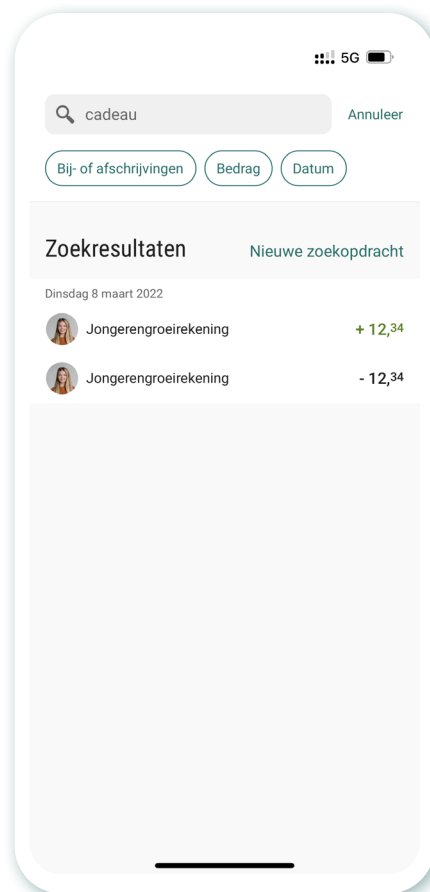 5G
cadeau Annuleer
Bij- of afschrijvingen Bedrag Datum
Zoekresultaten Nieuwe zoekopdracht
Dinsdag 8 maart 2022
Jongerengroeirekening + 12,34
Jongerengroeirekening - 12,34